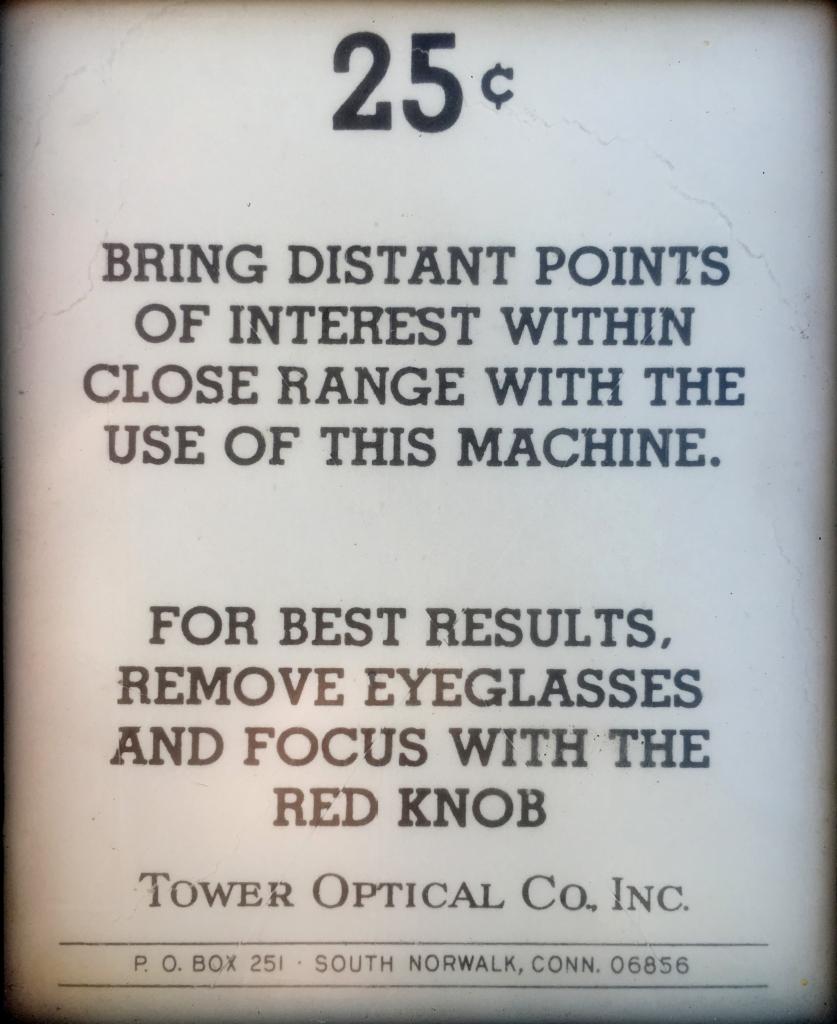 25¢
BRING DISTANT POINTS
OF INTEREST WITHIN
CLOSE RANGE WITH THE
USE OF THIS MACHINE.
FOR BEST RESULTS,
REMOVE EYEGLASSES
AND FOCUS WITH THE
RED KNOB
TOWER OPTICAL CO., INC.
P. O. BOX 251 · SOUTH NORWALK, CONN. 06856